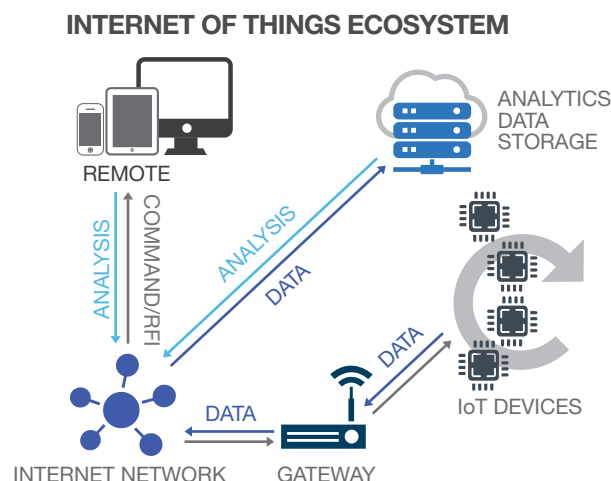 INTERNET OF THINGS ECOSYSTEM
ANALYTICS
DATA
STORAGE
REMOTE
ANALYSIS
COMMAND/RFI
ANALYSIS
DATA
DATA
IoT DEVICES
DATA
INTERNET NETWORK
GATEWAY